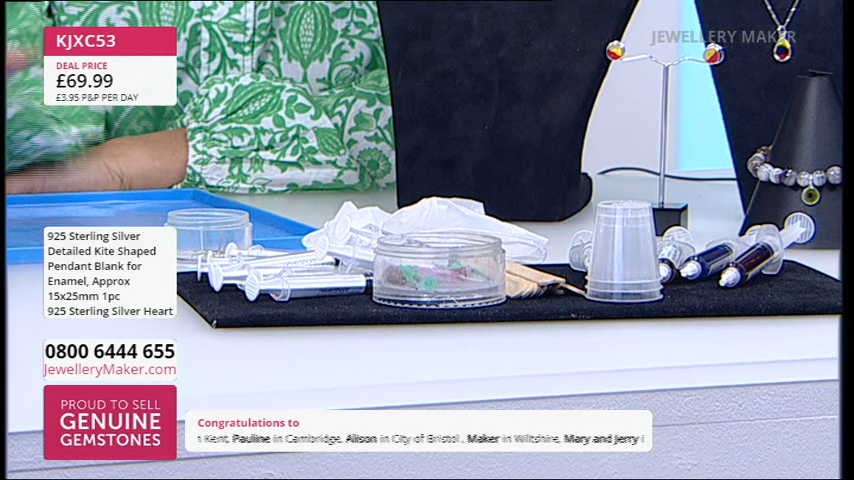 KJXC53
DEAL PRICE
£69.99
£3.95 P&P PER DAY
JEWELLERY MAKER
925 Sterling Silver
Detailed Kite Shaped
Pendant Blank for
Enamel, Approx
15x25mm 1pc
925 Sterling Silver Heart
0800 6444 655
JewelleryMaker.com
PROUD TO SELL
GENUINE
GEMSTONES
Congratulations to
Kent, Pauline in Cambridge, Alison in City of Bristol , Maker in Wiltshire, Mary and Jerry i